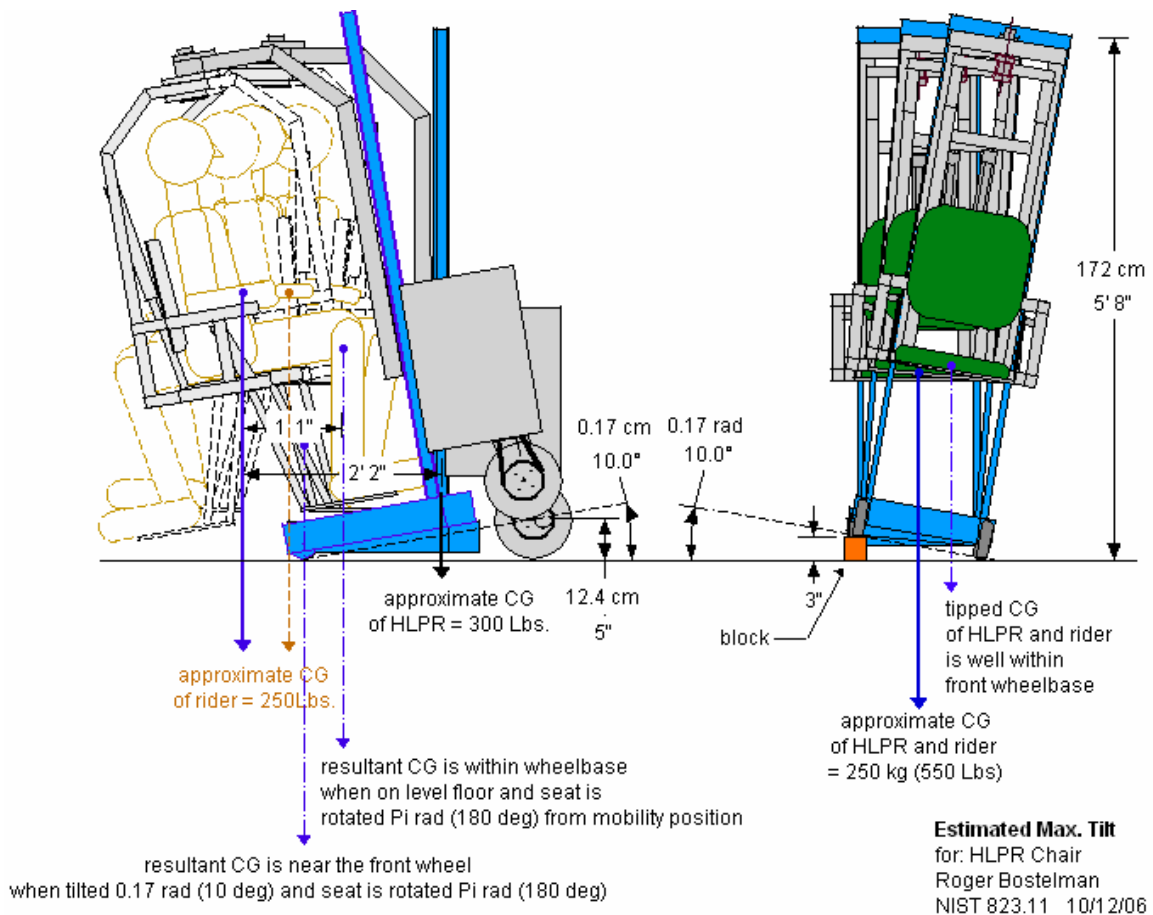 172 cm
5' 8"
0.17 cm
10.0°
0.17 rad
10.0°
1' 1"
2' 2"
approximate CG
of HLPR = 300 Lbs.
12.4 cm
5"
3"
block
tipped CG
of HLPR and rider
is well within
front wheelbase
approximate CG
of rider = 250Lbs.
approximate CG
of HLPR and rider
= 250 kg (550 Lbs)
resultant CG is within wheelbase
when on level floor and seat is
rotated Pi rad (180 deg) from mobility position
resultant CG is near the front wheel
when tilted 0.17 rad (10 deg) and seat is rotated Pi rad (180 deg)
Estimated Max. Tilt
for: HLPR Chair
Roger Bostelman
NIST 823.11 10/12/06